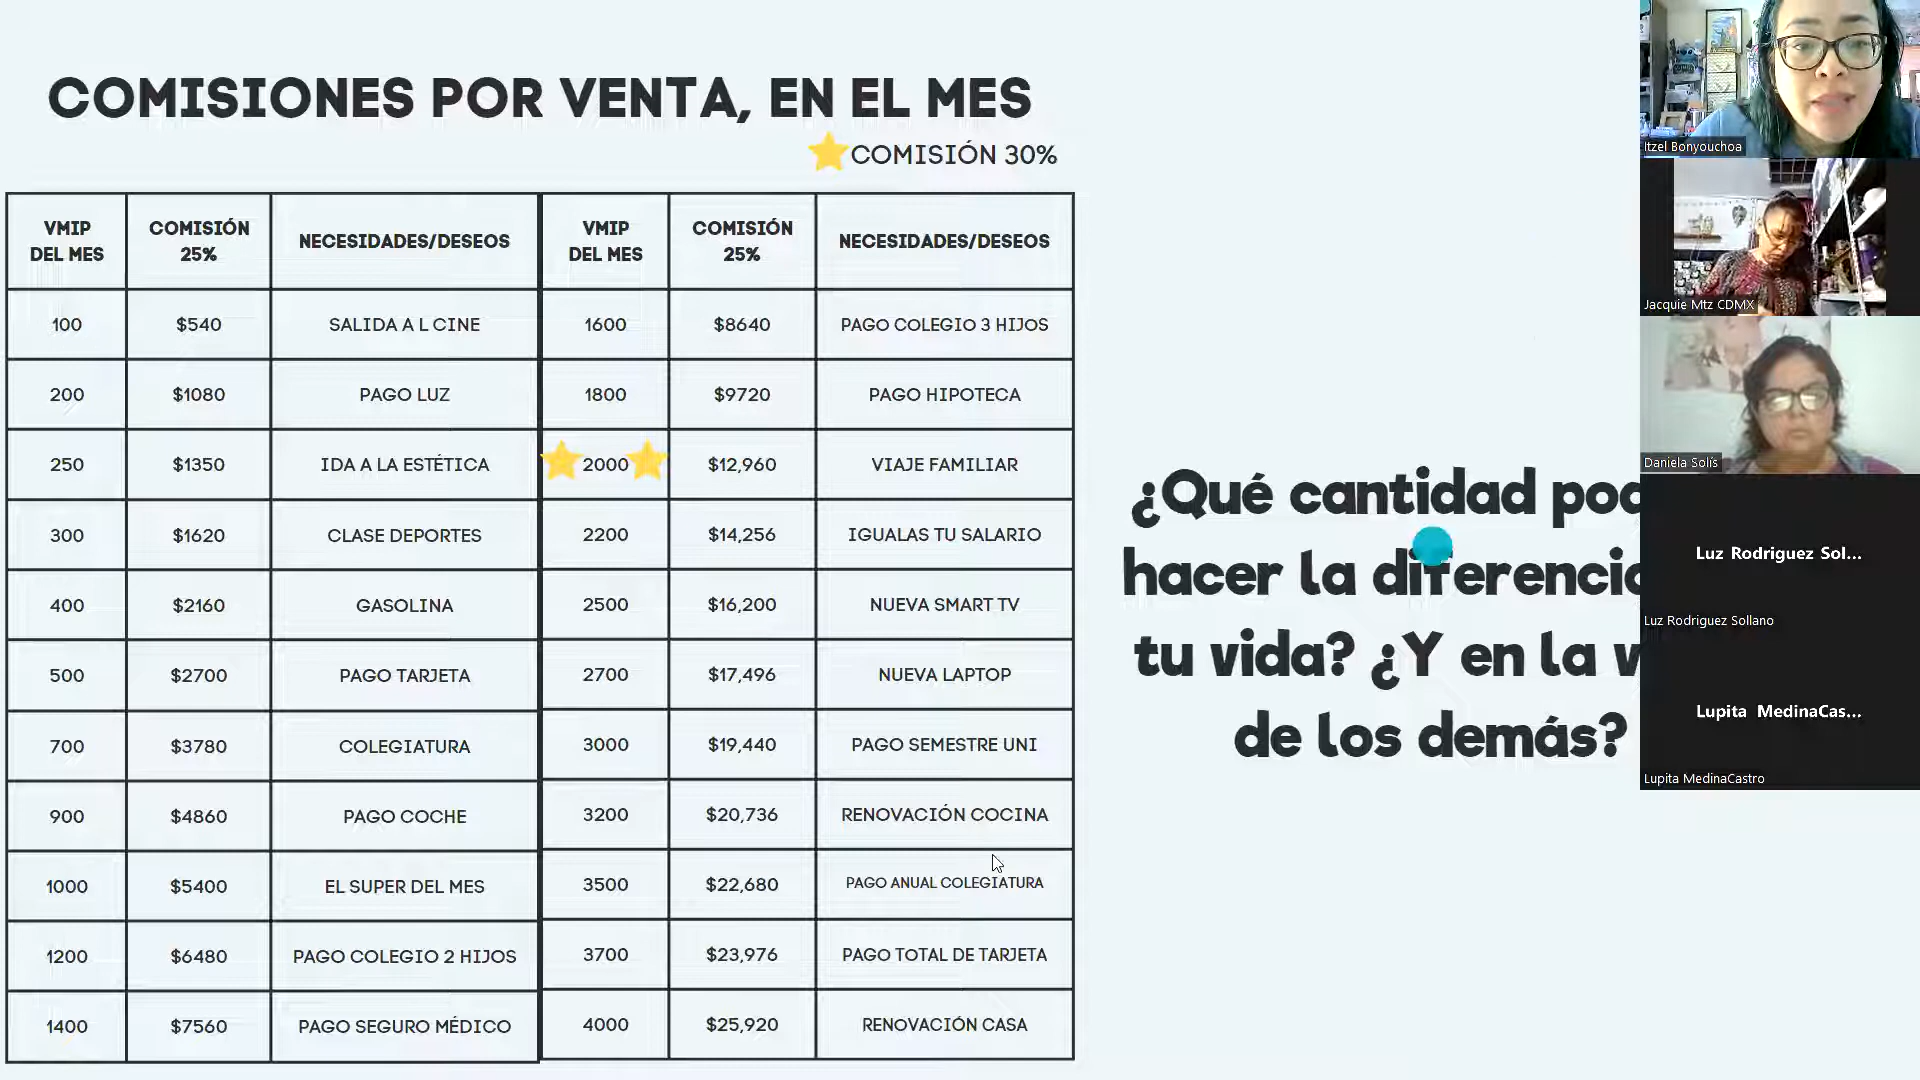 COMISIONES POR VENTA, EN EL MES
COMISIÓN 30%
VMIP DEL MES | COMISIÓN 25% | NECESIDADES/DESEOS | VMIP DEL MES | COMISIÓN 25% | NECESIDADES/DESEOS
100 | $540 | SALIDA A L CINE | 1600 | $8640 | PAGO COLEGIO 3 HIJOS
200 | $1080 | PAGO LUZ | 1800 | $9720 | PAGO HIPOTECA
250 | $1350 | IDA A LA ESTÉTICA | 2000 | $12,960 | VIAJE FAMILIAR
300 | $1620 | CLASE DEPORTES | 2200 | $14,256 | IGUALAS TU SALARIO
400 | $2160 | GASOLINA | 2500 | $16,200 | NUEVA SMART TV
500 | $2700 | PAGO TARJETA | 2700 | $17,496 | NUEVA LAPTOP
700 | $3780 | COLEGIATURA | 3000 | $19,440 | PAGO SEMESTRE UNI
900 | $4860 | PAGO COCHE | 3200 | $20,736 | RENOVACIÓN COCINA
1000 | $5400 | EL SUPER DEL MES | 3500 | $22,680 | PAGO ANUAL COLEGIATURA
1200 | $6480 | PAGO COLEGIO 2 HIJOS | 3700 | $23,976 | PAGO TOTAL DE TARJETA
1400 | $7560 | PAGO SEGURO MÉDICO | 4000 | $25,920 | RENOVACIÓN CASA
¿Qué cantidad
hacer la diferencia
tu vida? ¿Y en la
de los demás?
Itzel Bonyouchoa
Jacquie Mtz CDMX
Daniela Solís
Luz Rodriguez Sol...
Luz Rodriguez Sollano
Lupita MedinaCas...
Lupita MedinaCastro